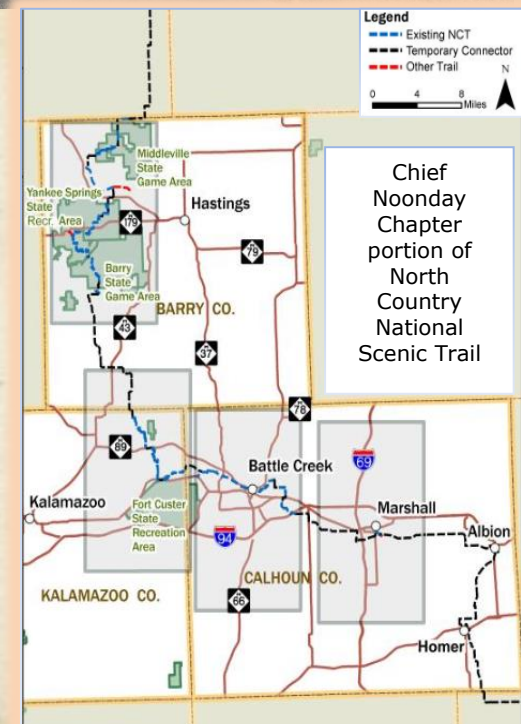 Legend
Existing NCT
Temporary Connector
Other Trail
N
0 4 8
Miles
Chief
Noonday
Chapter
portion of
North
Country
National
Scenic Trail
Middleville
State
Game Area
Yankee Springs
State
Recr. Area
Hastings
M 179
Barry
State
Game Area
M 79
BARRY CO.
M 43
M 37
M 78
M 89
69
Battle Creek
Kalamazoo
Fort Custer
State
Recreation
Area
Marshall
94
Albion
KALAMAZOO CO.
CALHOUN CO.
M 66
Homer